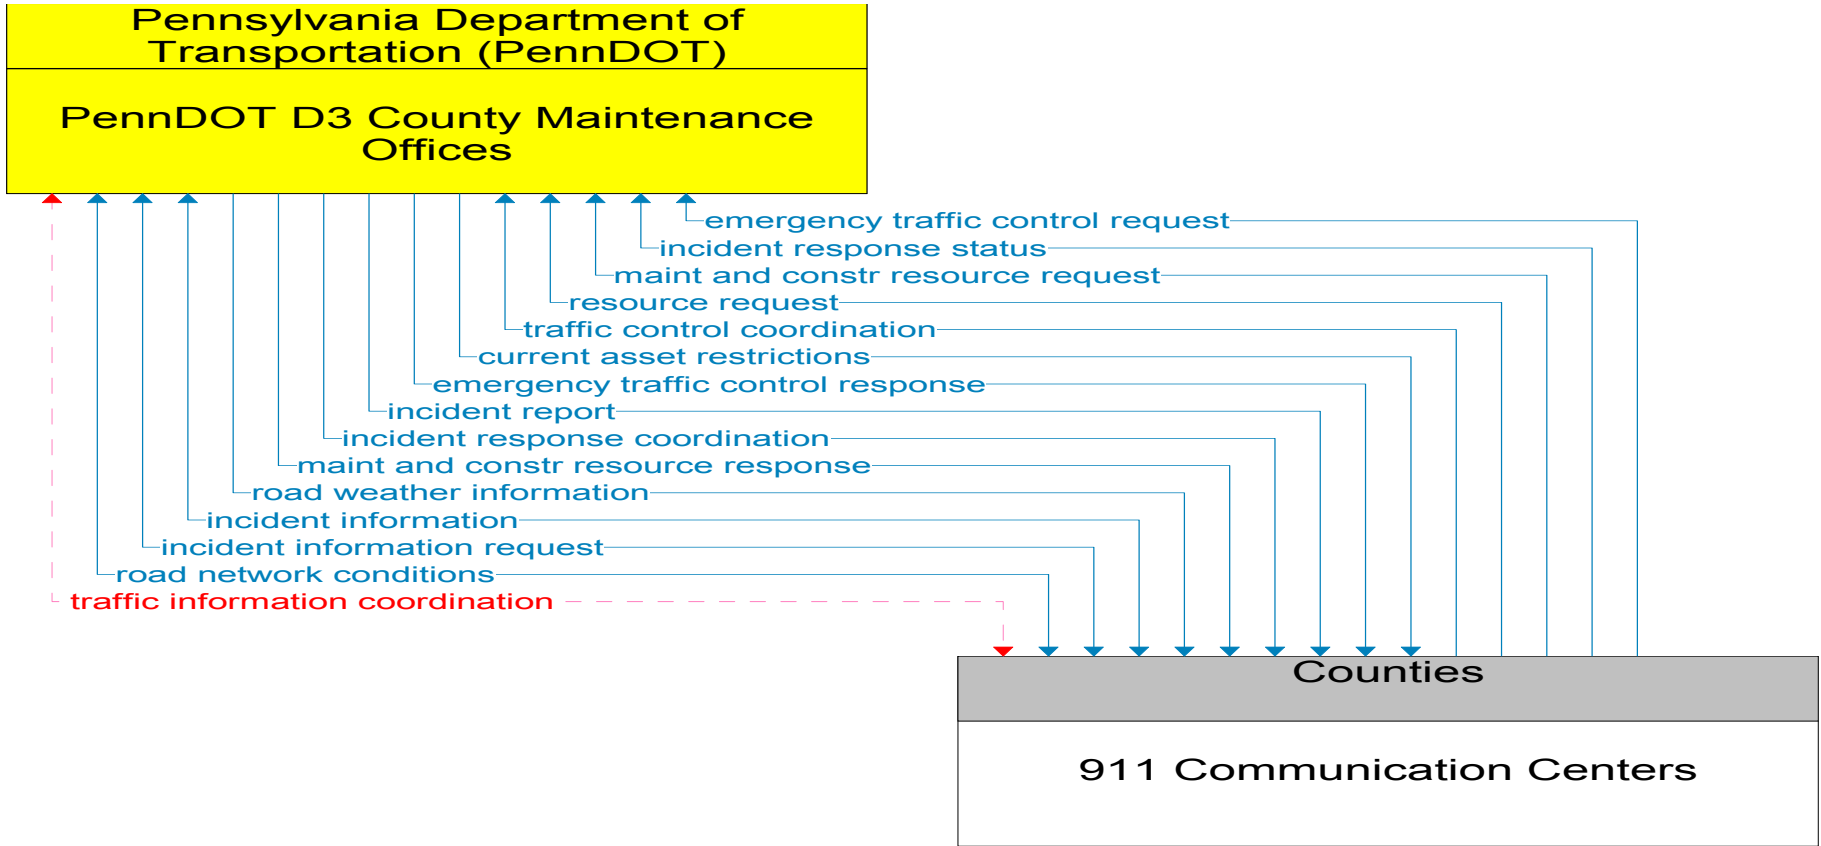 Pennsylvania Department of
Transportation (PennDOT)
PennDOT D3 County Maintenance
Offices
emergency traffic control request
incident response status
maint and constr resource request
resource request
traffic control coordination
current asset restrictions
emergency traffic control response
incident report
incident response coordination
maint and constr resource response
road weather information
incident information
incident information request
road network conditions
traffic information coordination
Counties
911 Communication Centers